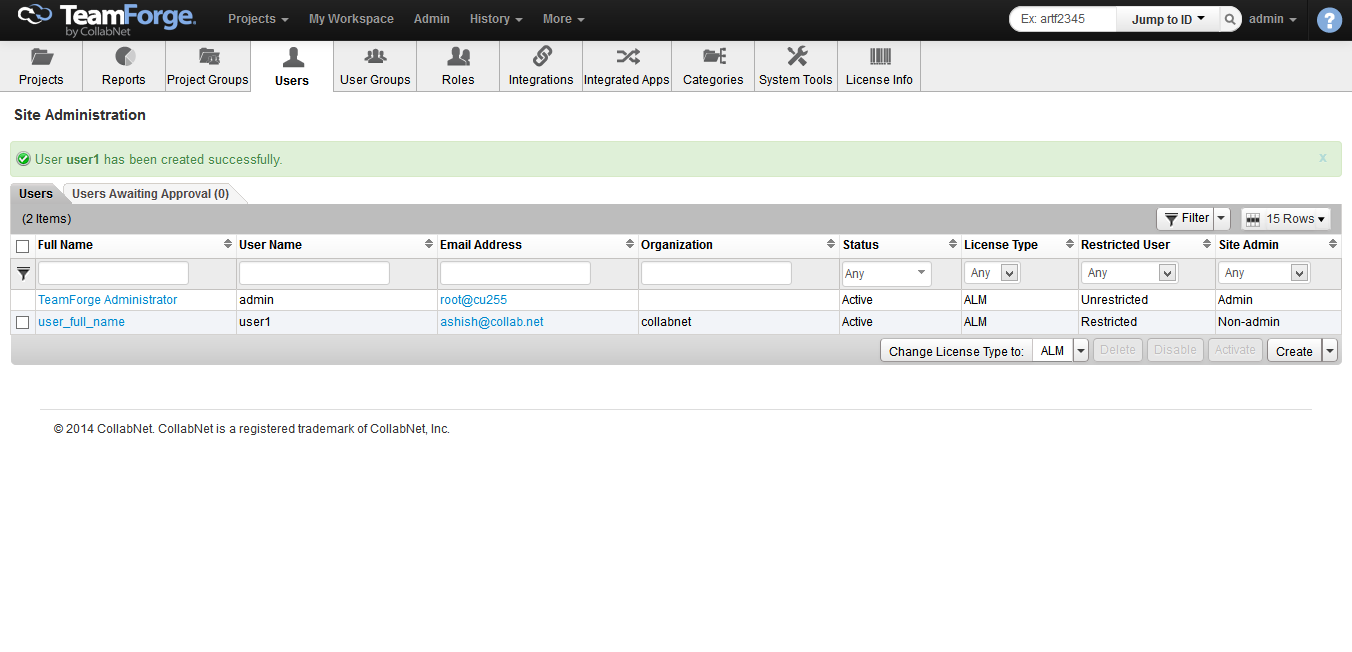 TeamForge.
by CollabNet
Projects My Workspace Admin History More
Ex: artf2345 Jump to ID admin ?
Projects Reports Project Groups Users User Groups Roles Integrations Integrated Apps Categories System Tools License Info
Site Administration
User user1 has been created successfully. x
Users Users Awaiting Approval (0)
(2 Items) Filter 15 Rows
Full Name User Name Email Address Organization Status License Type Restricted User Site Admin
Any Any Any Any
TeamForge Administrator admin root@cu255 Active ALM Unrestricted Admin
user_full_name user1 ashish@collab.net collabnet Active ALM Restricted Non-admin
Change License Type to: ALM Delete Disable Activate Create
© 2014 CollabNet. CollabNet is a registered trademark of CollabNet, Inc.